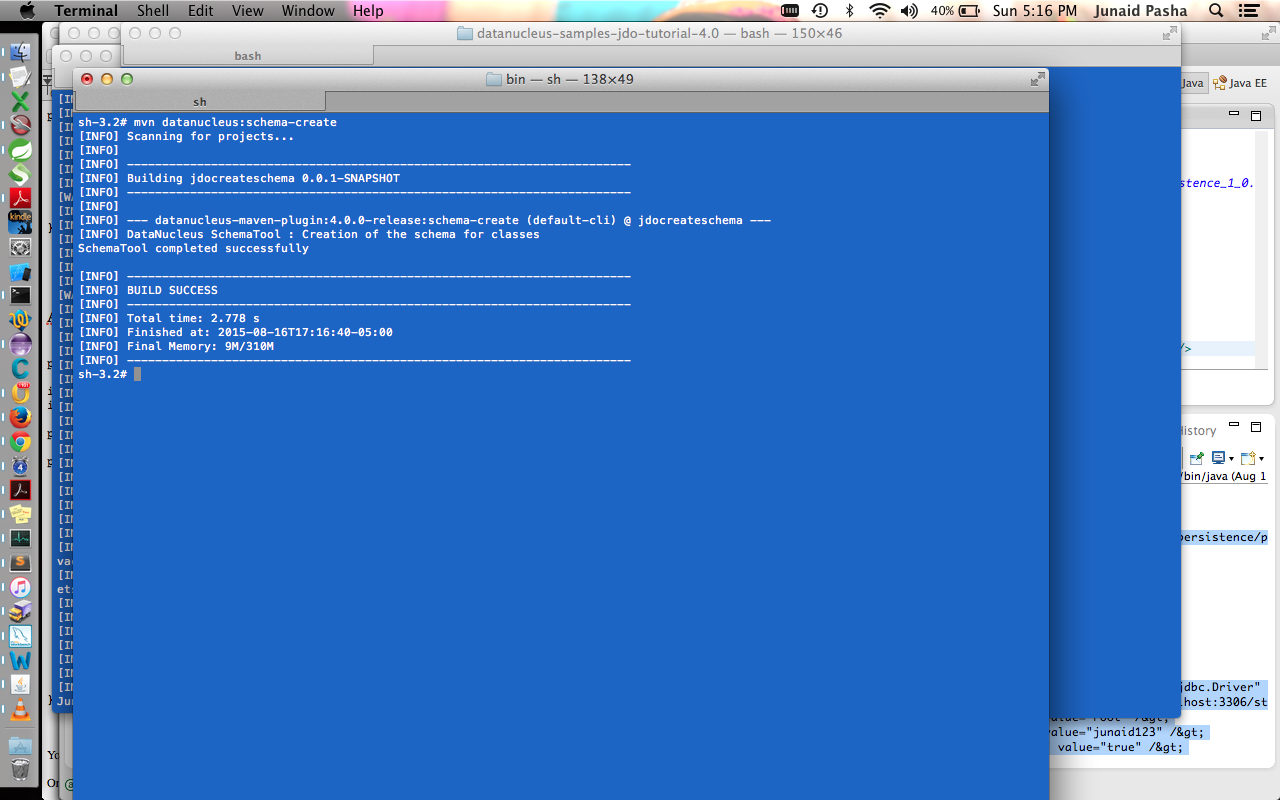 Terminal Shell Edit View Window Help 40% Sun 5:16 PM Junaid Pasha
datanucleus-samples-jdo-tutorial-4.0 — bash — 150×46
bash
bin — sh — 138×49
Java Java EE
sh
sh-3.2# mvn datanucleus:schema-create
[INFO] Scanning for projects...
[INFO]
[INFO] ------------------------------------------------------------------------
[INFO] Building jdocreateschema 0.0.1-SNAPSHOT
[INFO] ------------------------------------------------------------------------
[INFO]
[INFO] --- datanucleus-maven-plugin:4.0.0-release:schema-create (default-cli) @ jdocreateschema ---
[INFO] DataNucleus SchemaTool : Creation of the schema for classes
SchemaTool completed successfully
[INFO] ------------------------------------------------------------------------
[INFO] BUILD SUCCESS
[INFO] ------------------------------------------------------------------------
[INFO] Total time: 2.778 s
[INFO] Finished at: 2015-08-16T17:16:40-05:00
[INFO] Final Memory: 9M/310M
[INFO] ------------------------------------------------------------------------
sh-3.2#
stence_1_0.
/>
istory
/bin/java (Aug 1
persistence/p
jdbc.Driver"
lhost:3306/st
value="root" /&gt;
value="junaid123" /&gt;
value="true" /&gt;
kindle